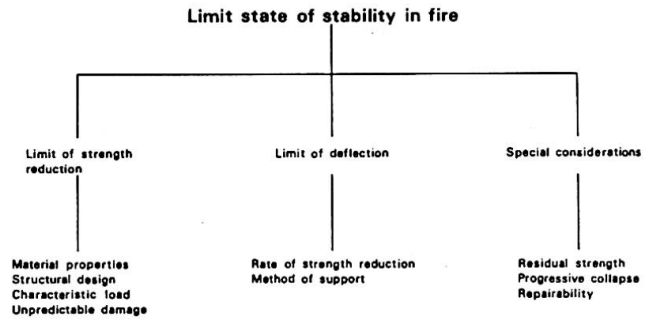 Limit state of stability in fire
Limit of strength
reduction
Limit of deflection
Special considerations
Material properties
Structural design
Characteristic load
Unpredictable damage
Rate of strength reduction
Method of support
Residual strength
Progressive collapse
Repairability